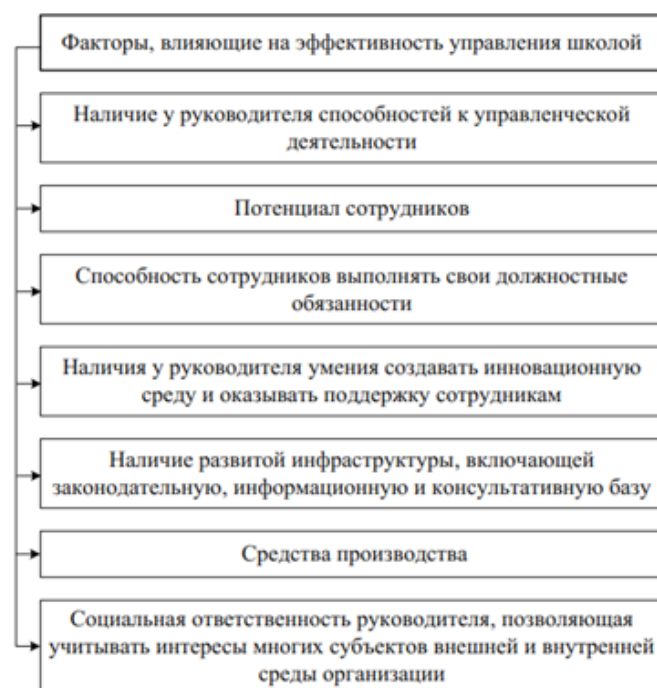 Факторы, влияющие на эффективность управления школой
Наличие у руководителя способностей к управленческой
деятельности
Потенциал сотрудников
Способность сотрудников выполнять свои должностные
обязанности
Наличия у руководителя умения создавать инновационную
среду и оказывать поддержку сотрудникам
Наличие развитой инфраструктуры, включающей
законодательную, информационную и консультативную базу
Средства производства
Социальная ответственность руководителя, позволяющая
учитывать интересы многих субъектов внешней и внутренней
среды организации